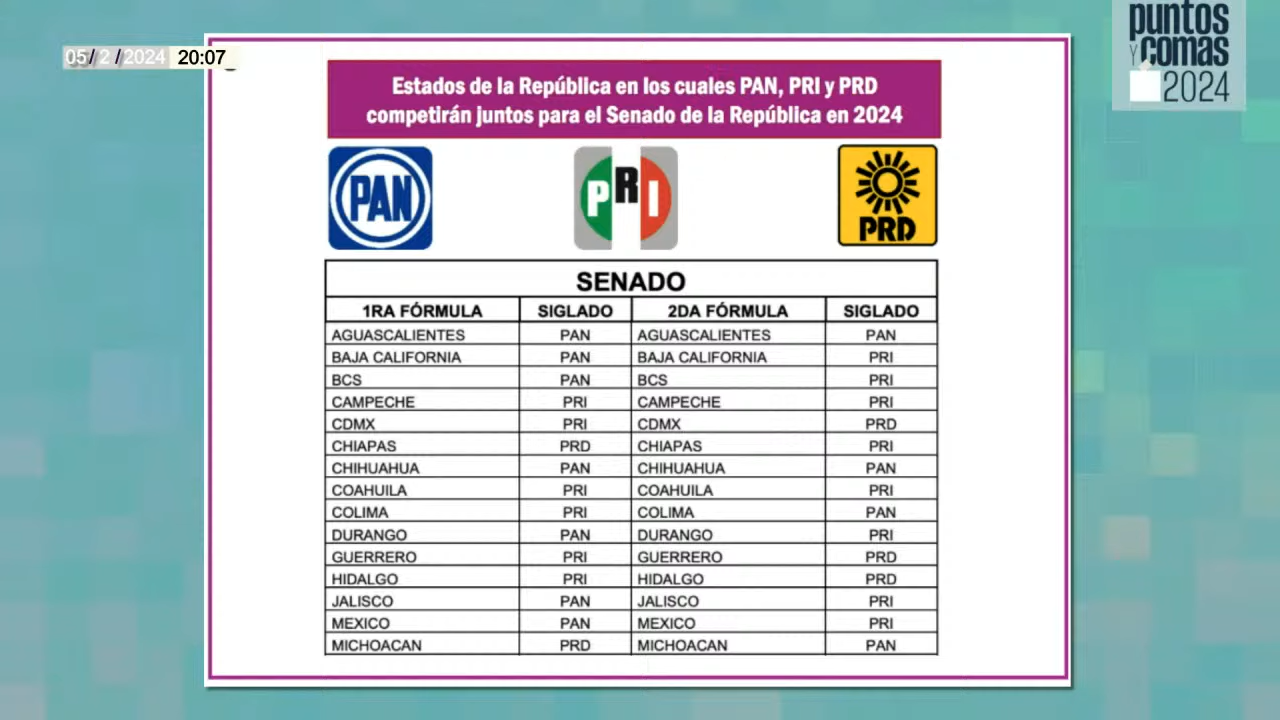 puntos
Y comas
2024
05/ 2 / 2024 20:07
Estados de la República en los cuales PAN, PRI y PRD
competirán juntos para el Senado de la República en 2024
PAN PRI PRD
SENADO
1RA FÓRMULA SIGLADO 2DA FÓRMULA SIGLADO
AGUASCALIENTES PAN AGUASCALIENTES PAN
BAJA CALIFORNIA PAN BAJA CALIFORNIA PRI
BCS PAN BCS PRI
CAMPECHE PRI CAMPECHE PRI
CDMX PRI CDMX PRD
CHIAPAS PRD CHIAPAS PRI
CHIHUAHUA PAN CHIHUAHUA PAN
COAHUILA PRI COAHUILA PRI
COLIMA PRI COLIMA PAN
DURANGO PAN DURANGO PRI
GUERRERO PRI GUERRERO PRD
HIDALGO PRI HIDALGO PRD
JALISCO PAN JALISCO PRI
MEXICO PAN MEXICO PRI
MICHOACAN PRD MICHOACAN PAN